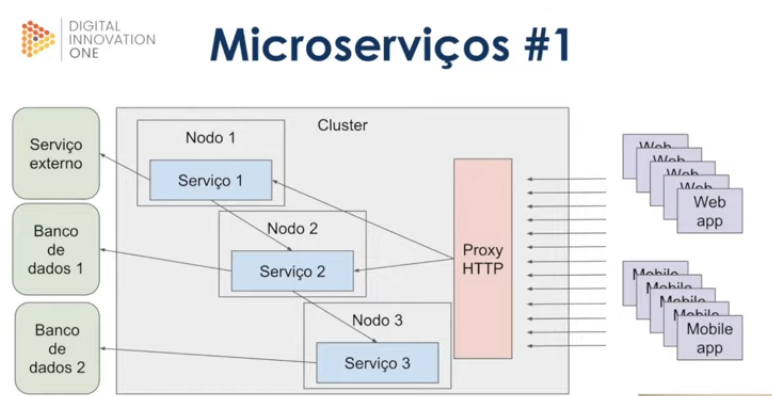 DIGITAL
INNOVATION
ONE
Microserviços #1
Serviço
externo
Banco
de
dados 1
Banco
de
dados 2
Cluster
Nodo 1
Serviço 1
Nodo 2
Serviço 2
Nodo 3
Serviço 3
Proxy
HTTP
Web
Web
Web
Web
Web
app
Mobile
Mobile
Mobile
Mobile
Mobile
app